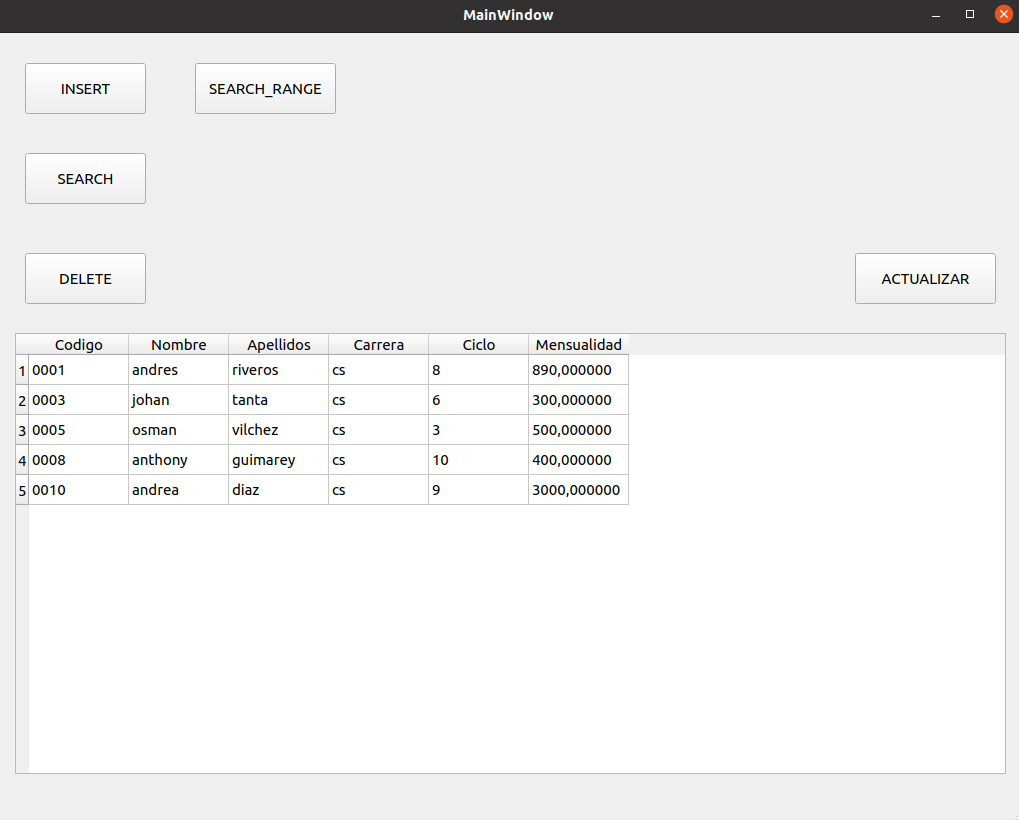 MainWindow
INSERT SEARCH_RANGE
SEARCH
DELETE ACTUALIZAR
Codigo Nombre Apellidos Carrera Ciclo Mensualidad
1 0001 andres riveros cs 8 890,000000
2 0003 johan tanta cs 6 300,000000
3 0005 osman vilchez cs 3 500,000000
4 0008 anthony guimarey cs 10 400,000000
5 0010 andrea diaz cs 9 3000,000000